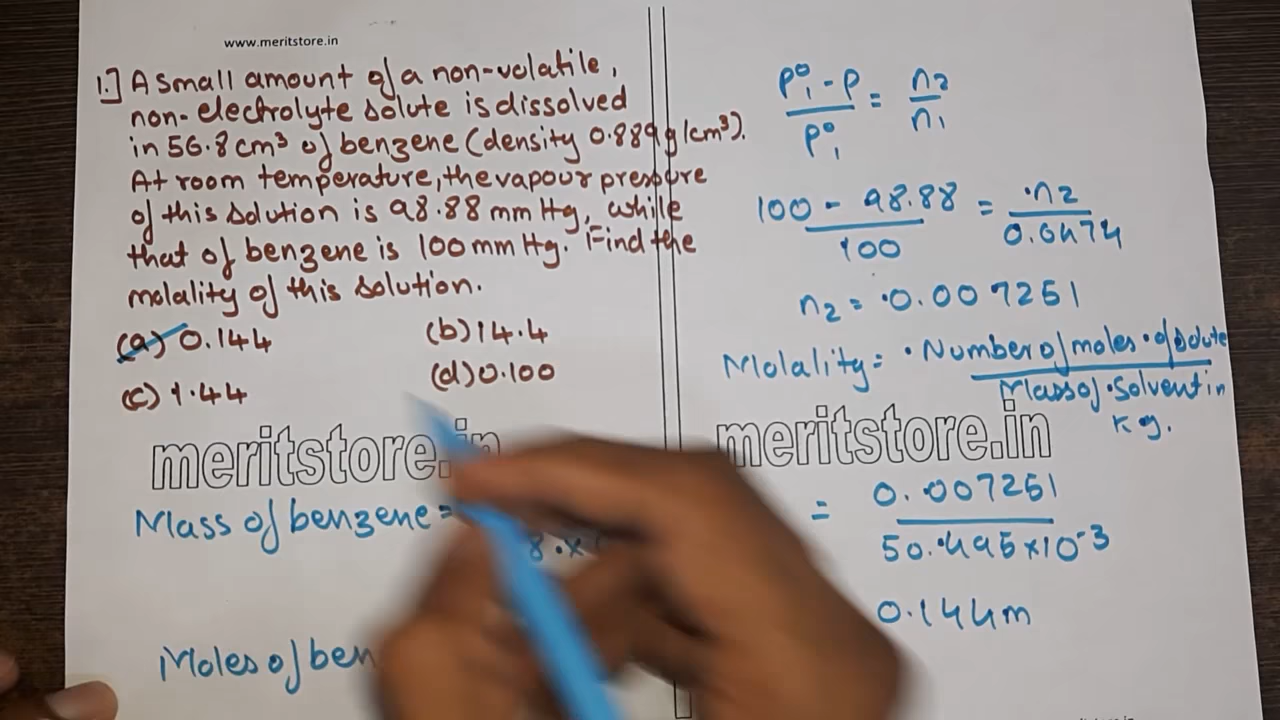 www.meritstore.in
1.] A small amount of a non-volatile,
non-electrolyte solute is dissolved
in 56.8 cm³ of benzene (density 0.889 g/cm³).
At room temperature, the vapour pressure
of this solution is 98.88 mm Hg, while
that of benzene is 100 mm Hg. Find the
molality of this solution.
(a) 0.144 (b) 14.4
(c) 1.44 (d) 0.100
meritstore.in
Mass of benzene =
8 . x
Moles of ben
P₁⁰ - P / P₁⁰ = n₂ / n₁
100 - 98.88 / 100 = n₂ / 0.6474
n₂ = 0.007251
Molality = Number of moles of solute
Mass of Solvent in
Kg.
meritstore.in
= 0.007251
50.495 x 10⁻³
0.144m